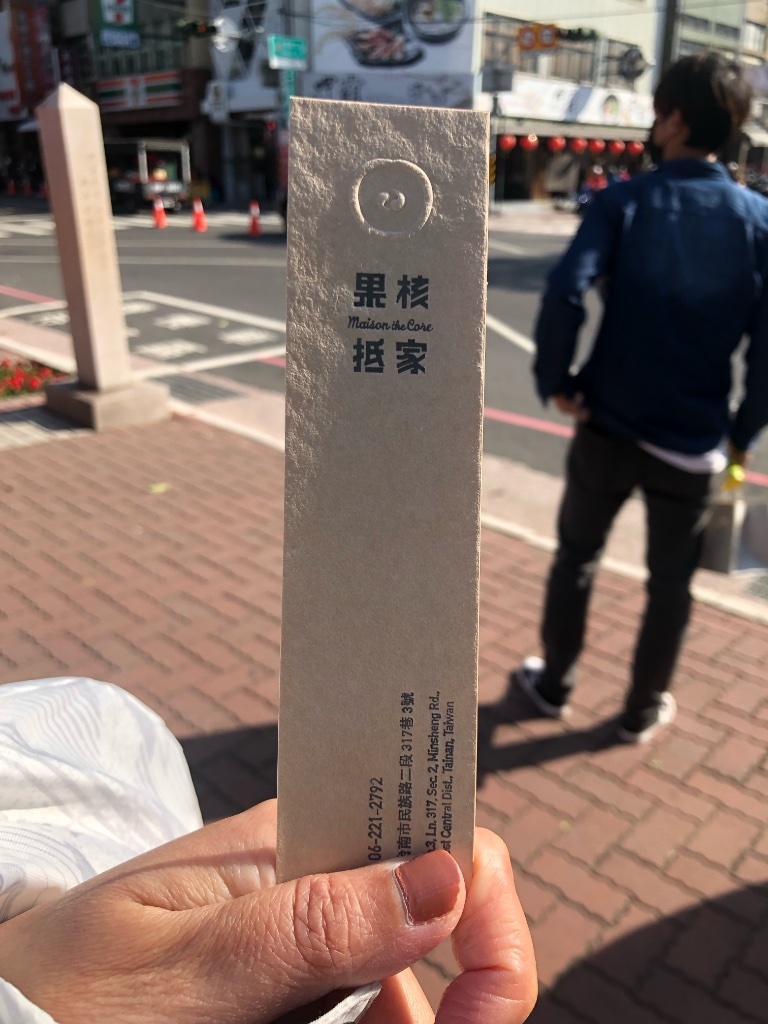 果核
Maison the Core
抵家
06-221-2792
台南市民族路二段 317巷 3號
.3, Ln. 317, Sec. 2, Minsheng Rd.,
st Central Dist., Tainan, Taiwan